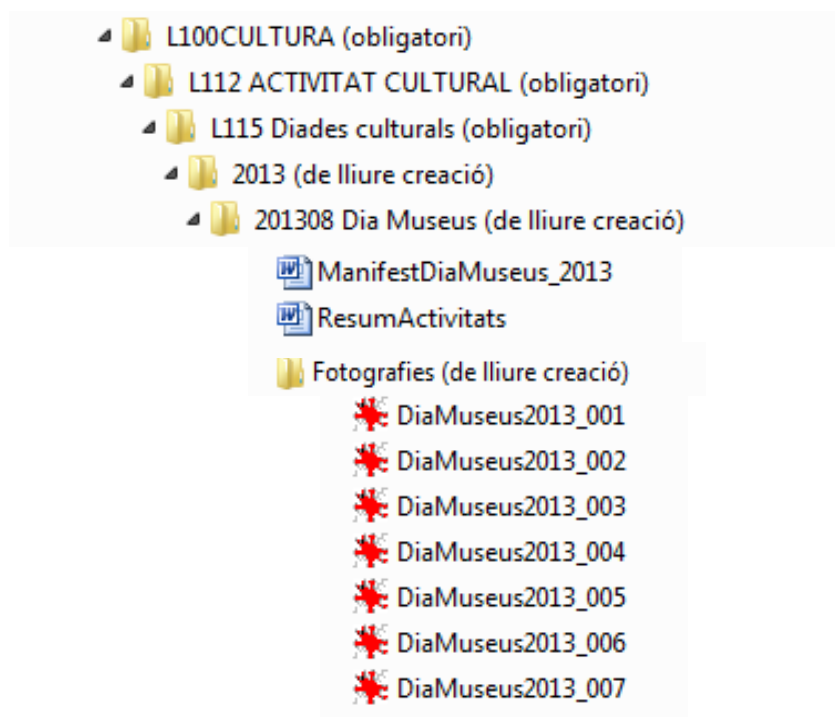 L100CULTURA (obligatori)
L112 ACTIVITAT CULTURAL (obligatori)
L115 Diades culturals (obligatori)
2013 (de lliure creació)
201308 Dia Museus (de lliure creació)
ManifestDiaMuseus_2013
ResumActivitats
Fotografies (de lliure creació)
DiaMuseus2013_001
DiaMuseus2013_002
DiaMuseus2013_003
DiaMuseus2013_004
DiaMuseus2013_005
DiaMuseus2013_006
DiaMuseus2013_007